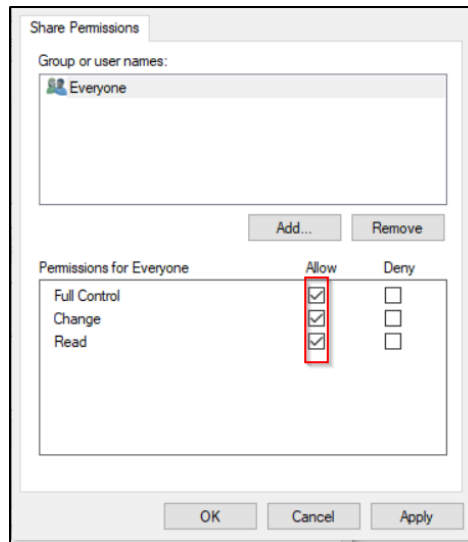 Share Permissions
Group or user names:
Everyone
Add... Remove
Permissions for Everyone Allow Deny
Full Control
Change
Read
OK Cancel Apply